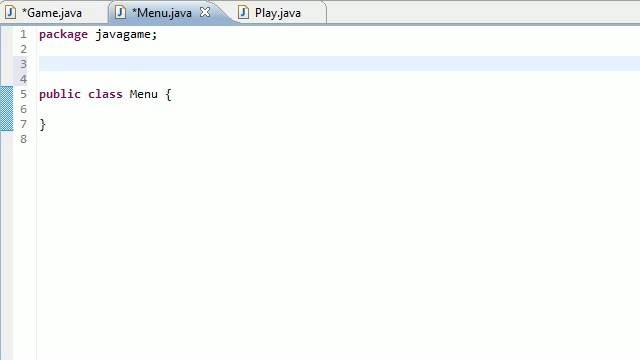 *Game.java
*Menu.java
Play.java
1 package javagame;
2
3
4
5 public class Menu {
6
7 }
8